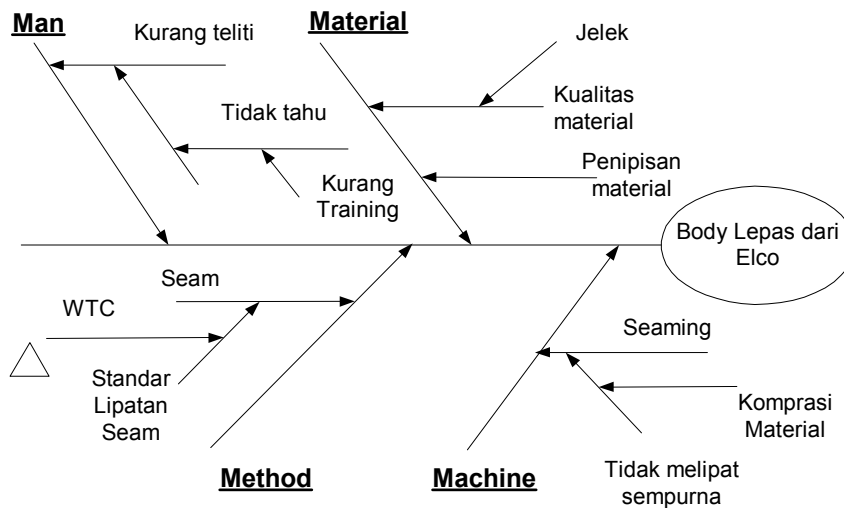 Man
Kurang teliti
Material
Jelek
Tidak tahu
Kualitas
material
Kurang
Training
Penipisan
material
Body Lepas dari
Elco
Seam
WTC
Standar
Lipatan
Seam
Seaming
Komprasi
Material
Method
Machine
Tidak melipat
sempurna